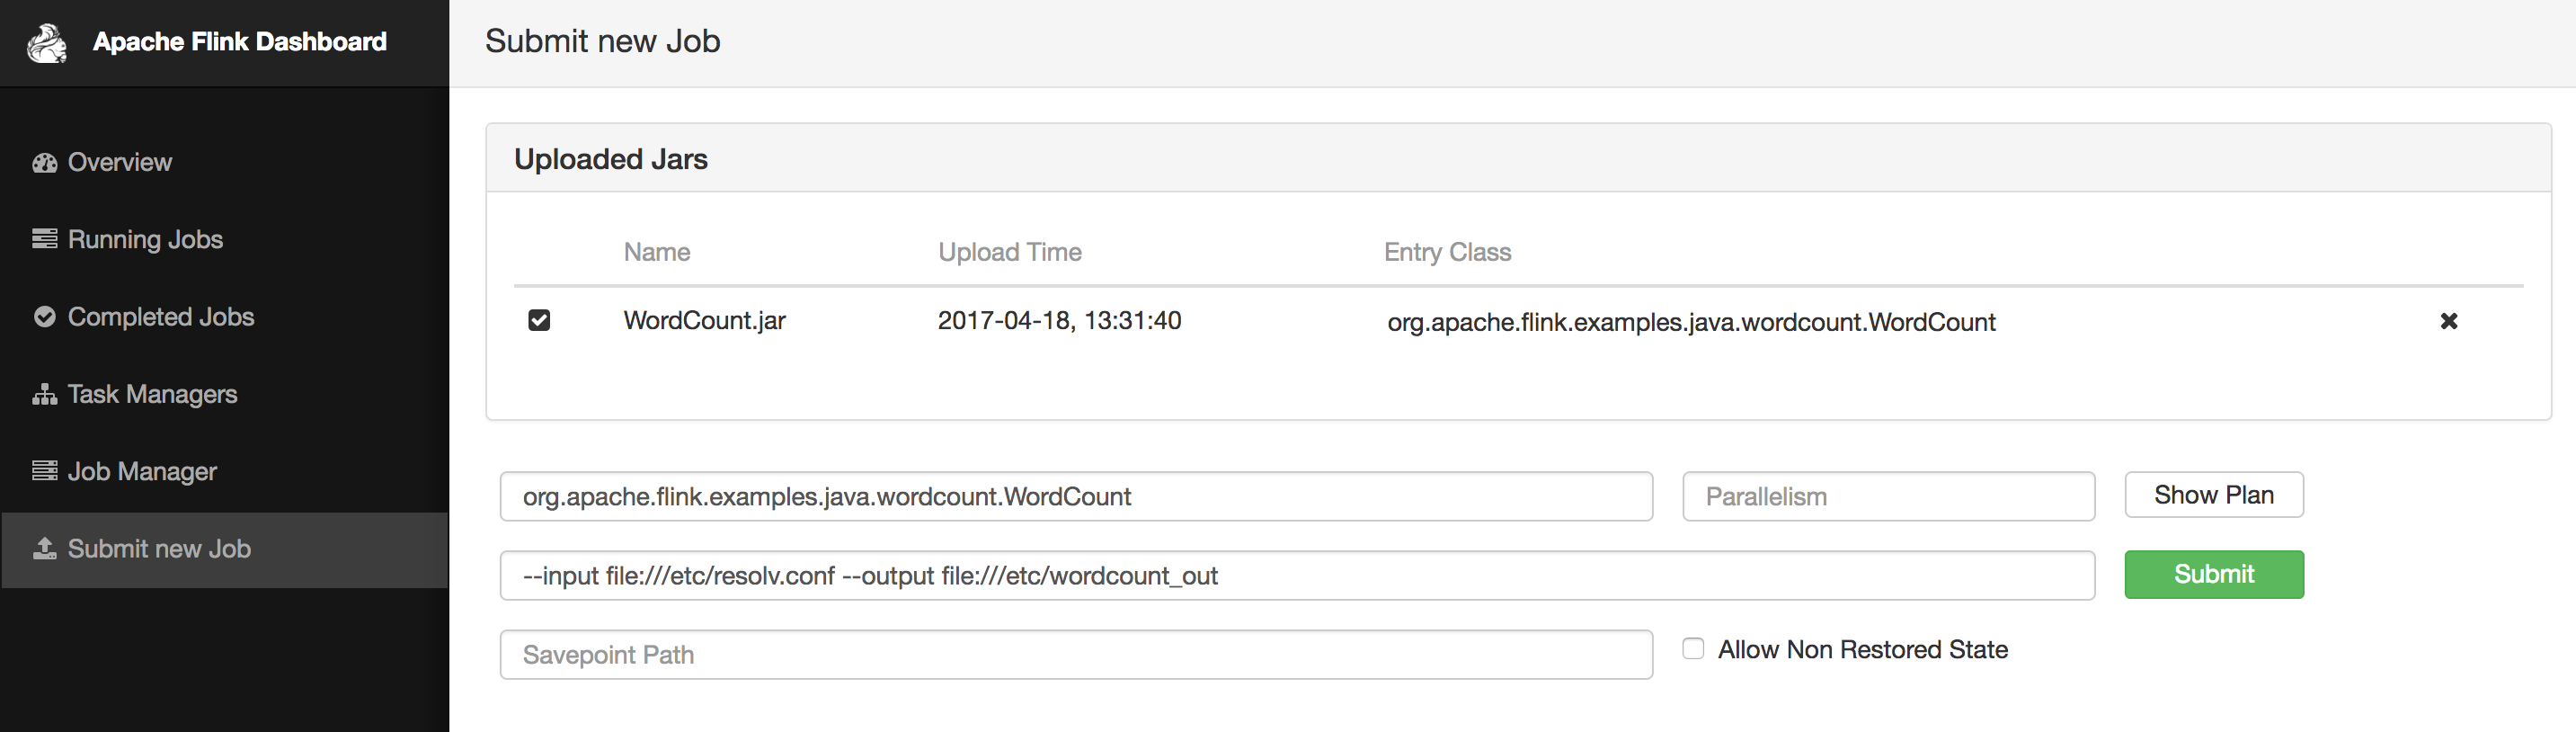 Apache Flink Dashboard
Submit new Job
Overview
Running Jobs
Completed Jobs
Task Managers
Job Manager
Submit new Job
Uploaded Jars
Name Upload Time Entry Class
WordCount.jar 2017-04-18, 13:31:40 org.apache.flink.examples.java.wordcount.WordCount
org.apache.flink.examples.java.wordcount.WordCount Parallelism Show Plan
--input file:///etc/resolv.conf --output file:///etc/wordcount_out Submit
Savepoint Path Allow Non Restored State